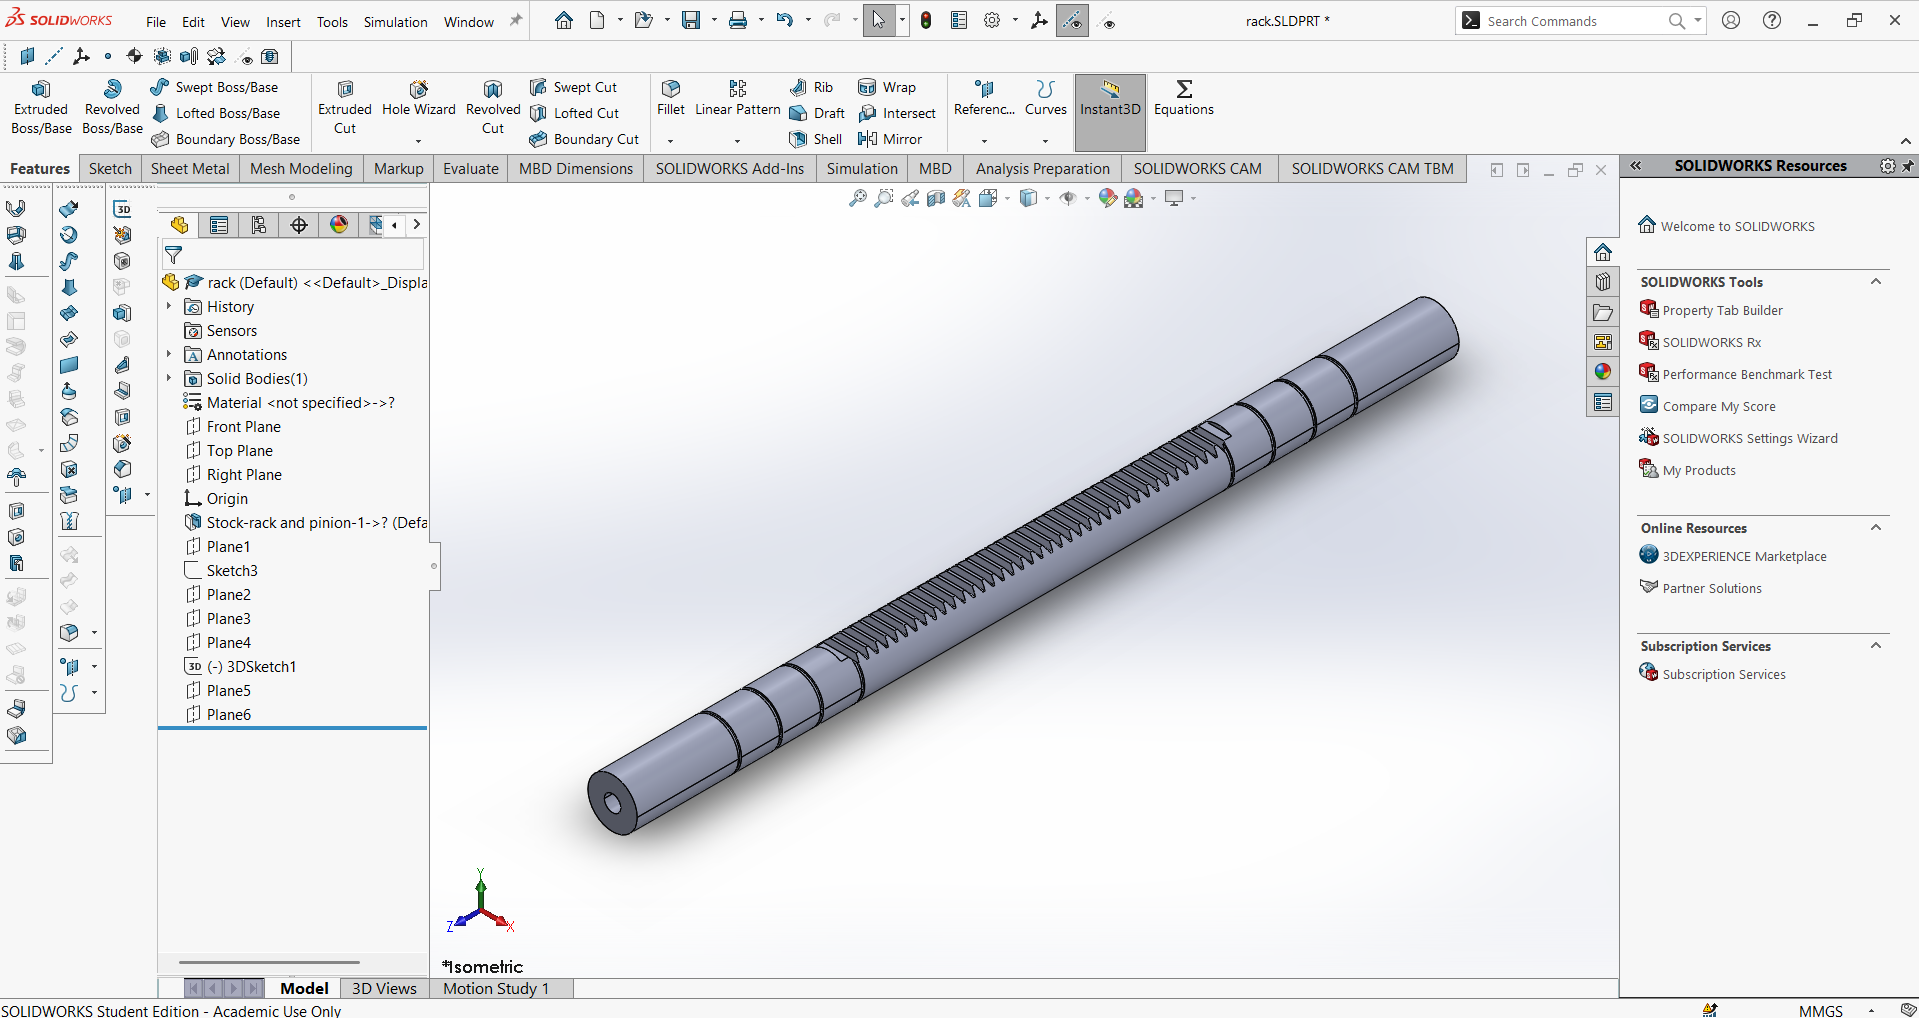 SOLIDWORKS File Edit View Insert Tools Simulation Window rack.SLDPRT * Search Commands
Extruded Boss/Base
Revolved Boss/Base
Swept Boss/Base
Lofted Boss/Base
Boundary Boss/Base
Extruded Cut
Hole Wizard
Revolved Cut
Swept Cut
Lofted Cut
Boundary Cut
Fillet
Linear Pattern
Rib
Draft
Shell
Wrap
Intersect
Mirror
Referenc...
Curves
Instant3D
Equations
Features Sketch Sheet Metal Mesh Modeling Markup Evaluate MBD Dimensions SOLIDWORKS Add-Ins Simulation MBD Analysis Preparation SOLIDWORKS CAM SOLIDWORKS CAM TBM
3D
rack (Default) <<Default>_Displa
History
Sensors
Annotations
Solid Bodies(1)
Material <not specified>->?
Front Plane
Top Plane
Right Plane
Origin
Stock-rack and pinion-1->? (Defa
Plane1
Sketch3
Plane2
Plane3
Plane4
3D (-) 3DSketch1
Plane5
Plane6
Y
Z
X
*Isometric
Model 3D Views Motion Study 1
SOLIDWORKS Student Edition - Academic Use Only
MMGS
SOLIDWORKS Resources
Welcome to SOLIDWORKS
SOLIDWORKS Tools
Property Tab Builder
SOLIDWORKS Rx
Performance Benchmark Test
Compare My Score
SOLIDWORKS Settings Wizard
My Products
Online Resources
3DEXPERIENCE Marketplace
Partner Solutions
Subscription Services
Subscription Services